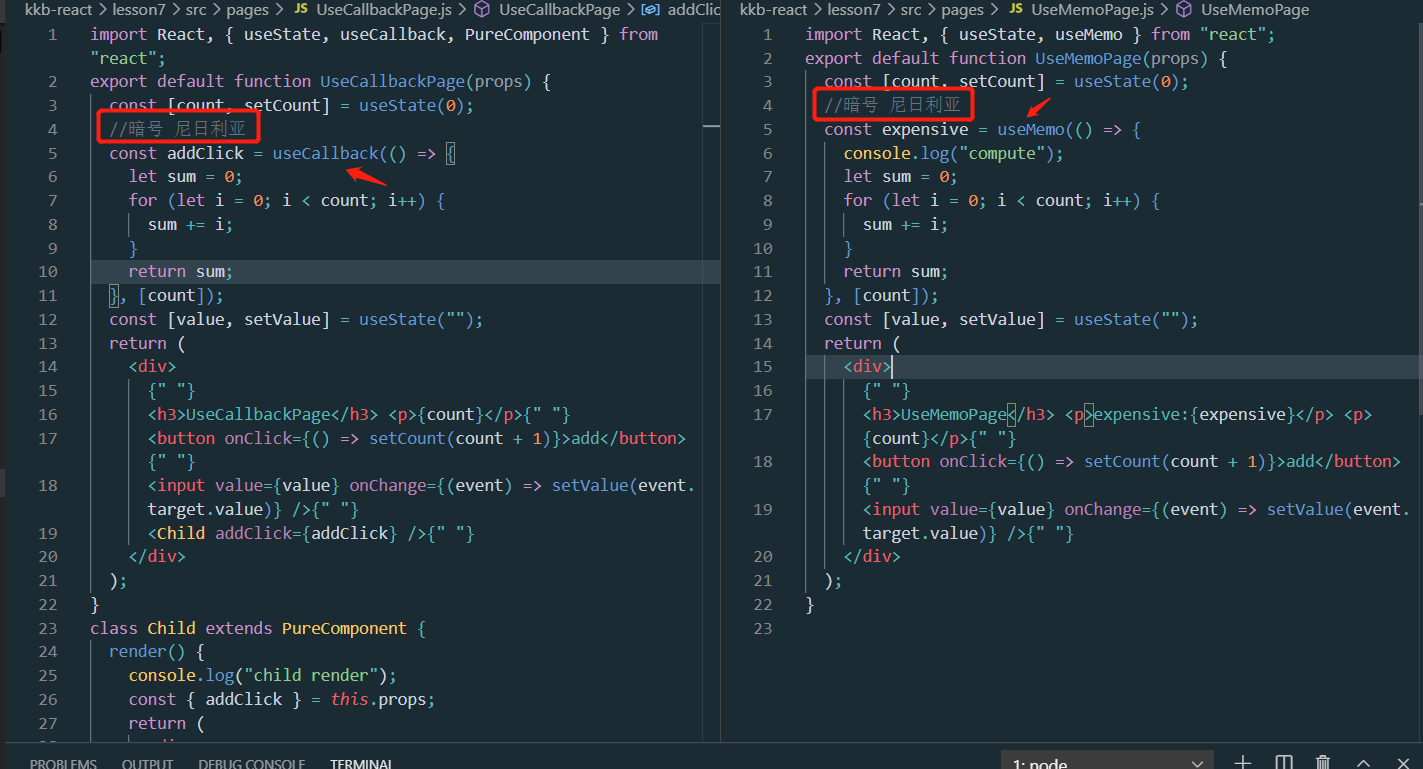 kkb-react > lesson7 > src > pages > JS UseCallbackPage.js > UseCallbackPage > addClic
1 import React, { useState, useCallback, PureComponent } from
"react";
2 export default function UseCallbackPage(props) {
3 const [count, setCount] = useState(0);
4 //暗号 尼日利亚
5 const addClick = useCallback(() => {
6 let sum = 0;
7 for (let i = 0; i < count; i++) {
8 sum += i;
9 }
10 return sum;
11 }, [count]);
12 const [value, setValue] = useState("");
13 return (
14 <div>
15 {" "}
16 <h3>UseCallbackPage</h3> <p>{count}</p>{" "}
17 <button onClick={() => setCount(count + 1)}>add</button>
{" "}
18 <input value={value} onChange={(event) => setValue(event.
target.value)} />{" "}
19 <Child addClick={addClick} />{" "}
20 </div>
21 );
22 }
23 class Child extends PureComponent {
24 render() {
25 console.log("child render");
26 const { addClick } = this.props;
27 return (
kkb-react > lesson7 > src > pages > JS UseMemoPage.js > UseMemoPage
1 import React, { useState, useMemo } from "react";
2 export default function UseMemoPage(props) {
3 const [count, setCount] = useState(0);
4 //暗号 尼日利亚
5 const expensive = useMemo(() => {
6 console.log("compute");
7 let sum = 0;
8 for (let i = 0; i < count; i++) {
9 sum += i;
10 }
11 return sum;
12 }, [count]);
13 const [value, setValue] = useState("");
14 return (
15 <div>
16 {" "}
17 <h3>UseMemoPage</h3> <p>expensive:{expensive}</p> <p>
{count}</p>{" "}
18 <button onClick={() => setCount(count + 1)}>add</button>
{" "}
19 <input value={value} onChange={(event) => setValue(event.
target.value)} />{" "}
20 </div>
21 );
22 }
23
PROBLEMS OUTPUT DEBUG CONSOLE TERMINAL 1: node